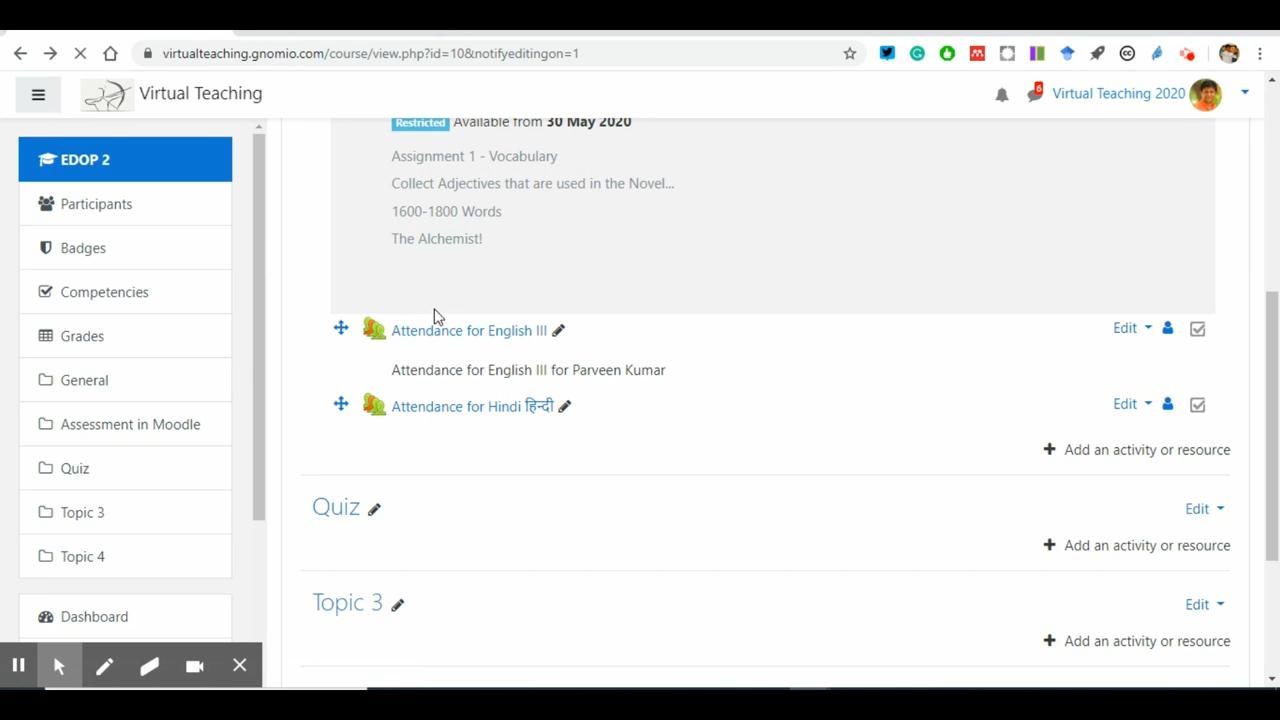 virtualteaching.gnomio.com/course/view.php?id=10&notifyeditingon=1
Virtual Teaching
6
Virtual Teaching 2020
EDOP 2
Participants
Badges
Competencies
Grades
General
Assessment in Moodle
Quiz
Topic 3
Topic 4
Dashboard
Restricted Available from 30 May 2020
Assignment 1 - Vocabulary
Collect Adjectives that are used in the Novel...
1600-1800 Words
The Alchemist!
Attendance for English III
Edit
Attendance for English III for Parveen Kumar
Attendance for Hindi हिन्दी
Edit
Add an activity or resource
Quiz
Edit
Add an activity or resource
Topic 3
Edit
Add an activity or resource